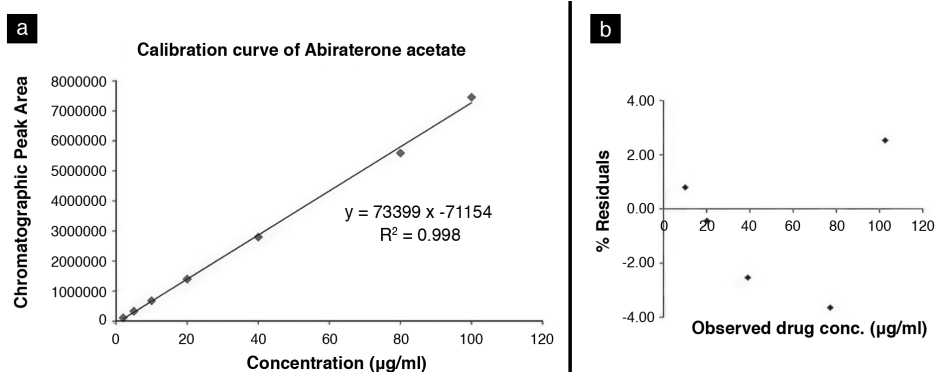 a
Calibration curve of Abiraterone acetate
Chromatographic Peak Area
8000000
7000000
6000000
5000000
4000000
3000000
2000000
1000000
0
y = 73399 x -71154
R² = 0.998
0 20 40 60 80 100 120
Concentration (µg/ml)
b
% Residuals
4.00
2.00
0.00
-2.00
-4.00
0 20 40 60 80 100 120
Observed drug conc. (µg/ml)